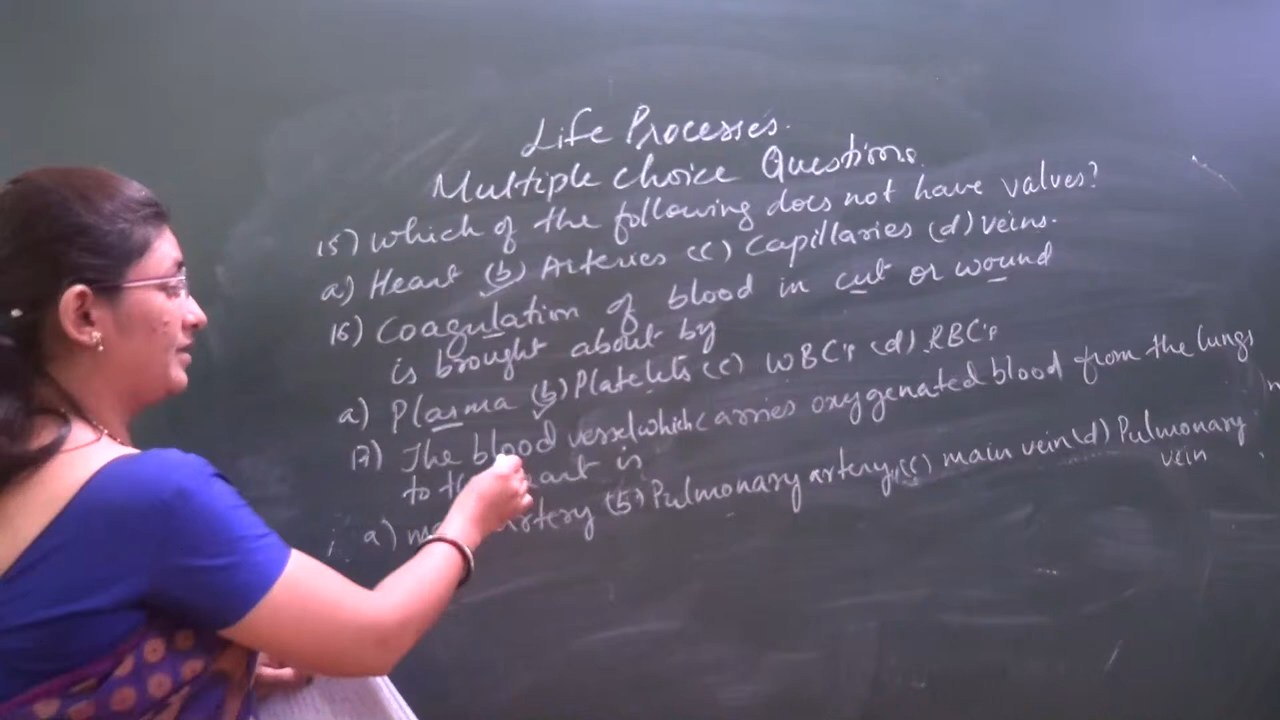 Life Processes.
Multiple choice Questions.
15) Which of the following does not have valves?
a) Heart (b) Arteries (c) Capillaries (d) veins.
16) Coagulation of blood in cut or wound
is brought about by
a) Plasma (b) Platelets (c) WBC's (d) RBC's
17) The blood vessel which carries oxygenated blood from the lungs
to is
a) artery (b) Pulmonary artery (c) main vein (d) Pulmonary
vein